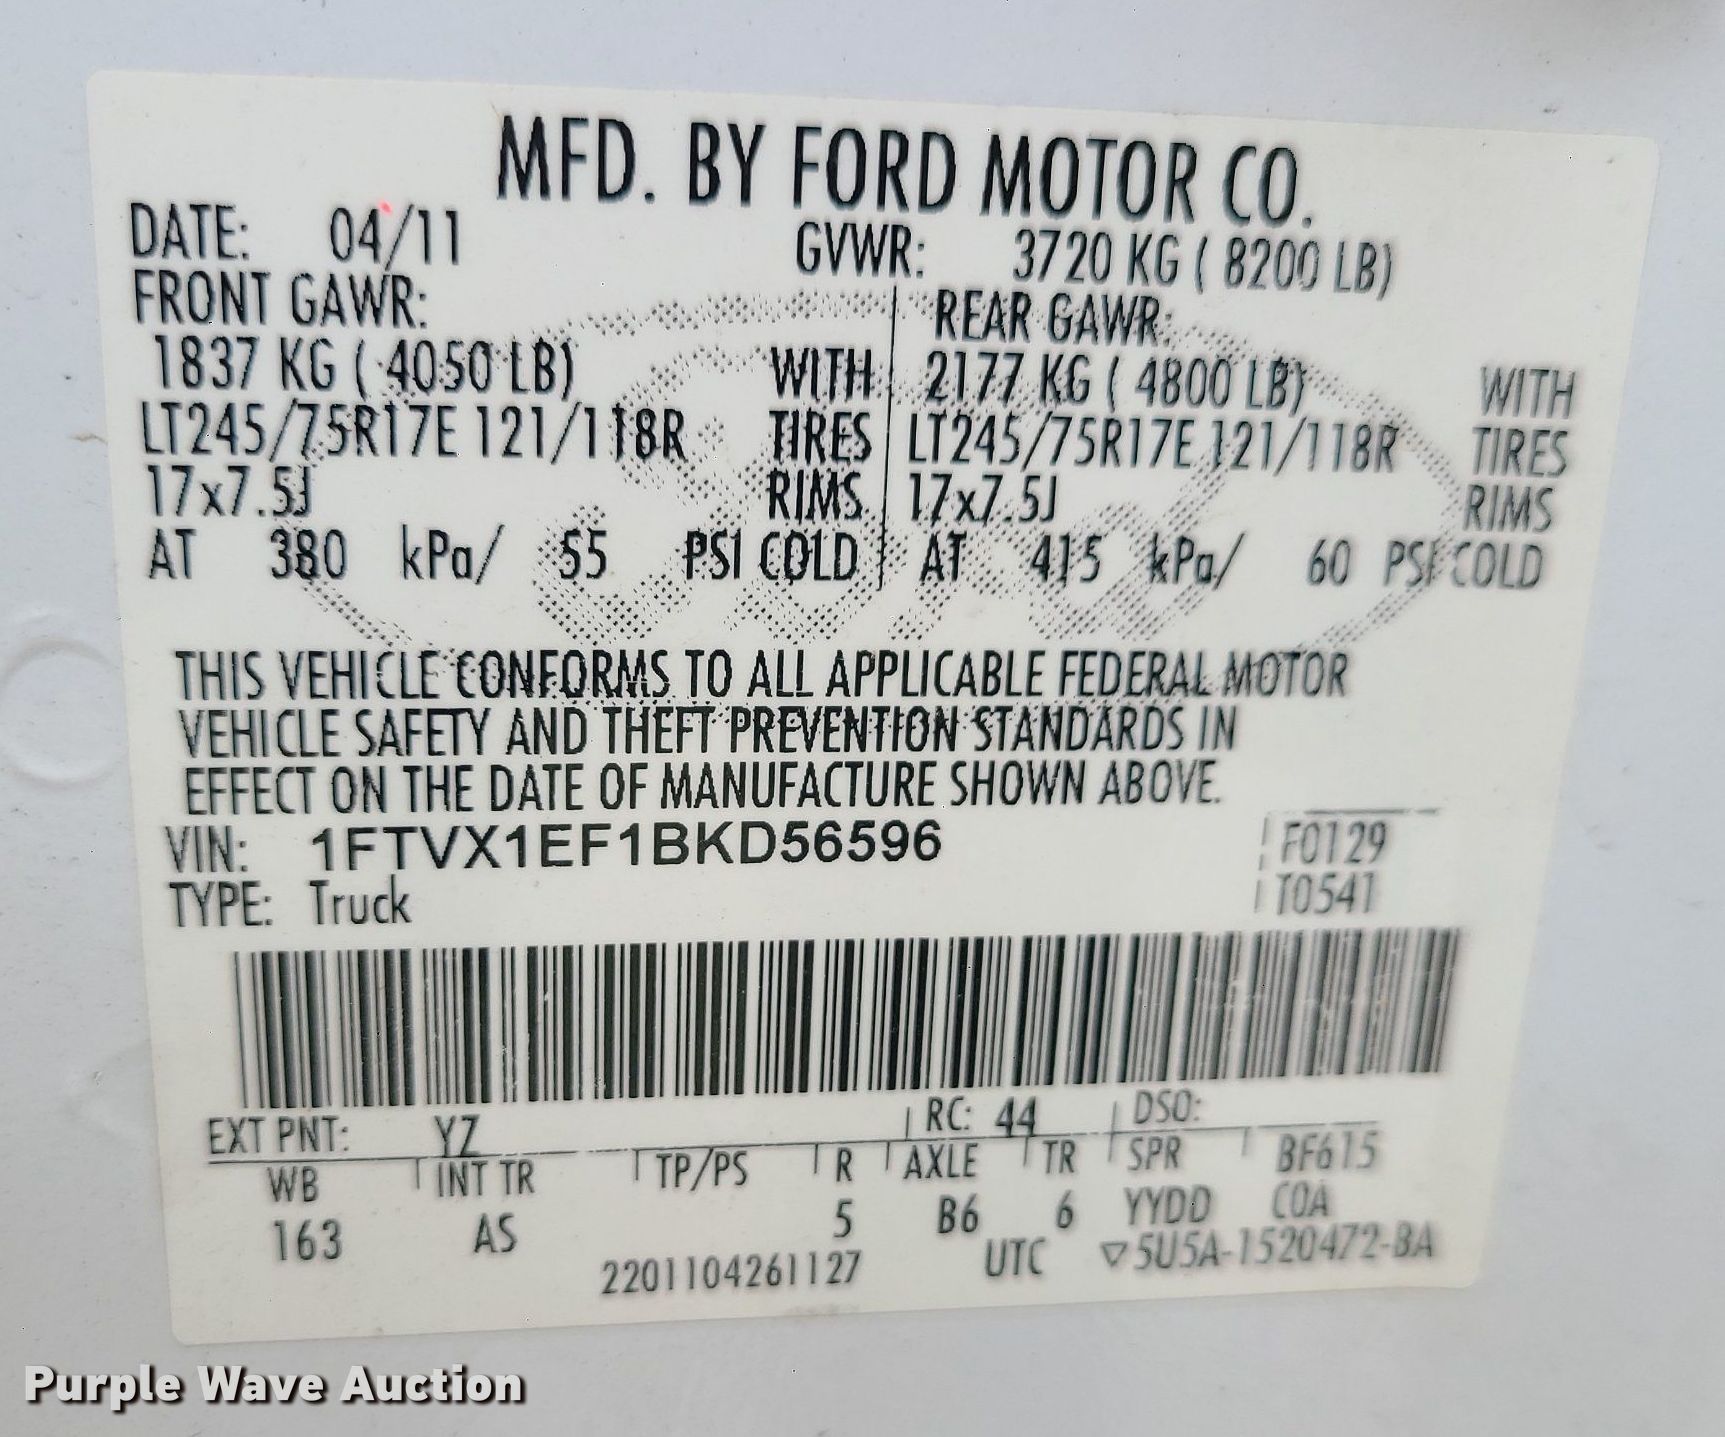 MFD. BY FORD MOTOR CO.
DATE: 04/11 GVWR: 3720 KG ( 8200 LB)
FRONT GAWR: REAR GAWR:
1837 KG ( 4050 LB) WITH 2177 KG ( 4800 LB) WITH
LT245/75R17E 121/118R TIRES LT245/75R17E 121/118R TIRES
17x7.5J RIMS 17x7.5J RIMS
AT 380 kPa/ 55 PSI COLD AT 415 kPa/ 60 PSI COLD
THIS VEHICLE CONFORMS TO ALL APPLICABLE FEDERAL MOTOR
VEHICLE SAFETY AND THEFT PREVENTION STANDARDS IN
EFFECT ON THE DATE OF MANUFACTURE SHOWN ABOVE.
VIN: 1FTVX1EF1BKD56596 F0129
TYPE: Truck T0541
EXT PNT: YZ RC: 44 DSO:
WB INT TR TP/PS R AXLE TR SPR BF615
163 AS 5 B6 6 YYDD COA
2201104261127 UTC ▽5U5A-1520472-BA
Purple Wave Auction